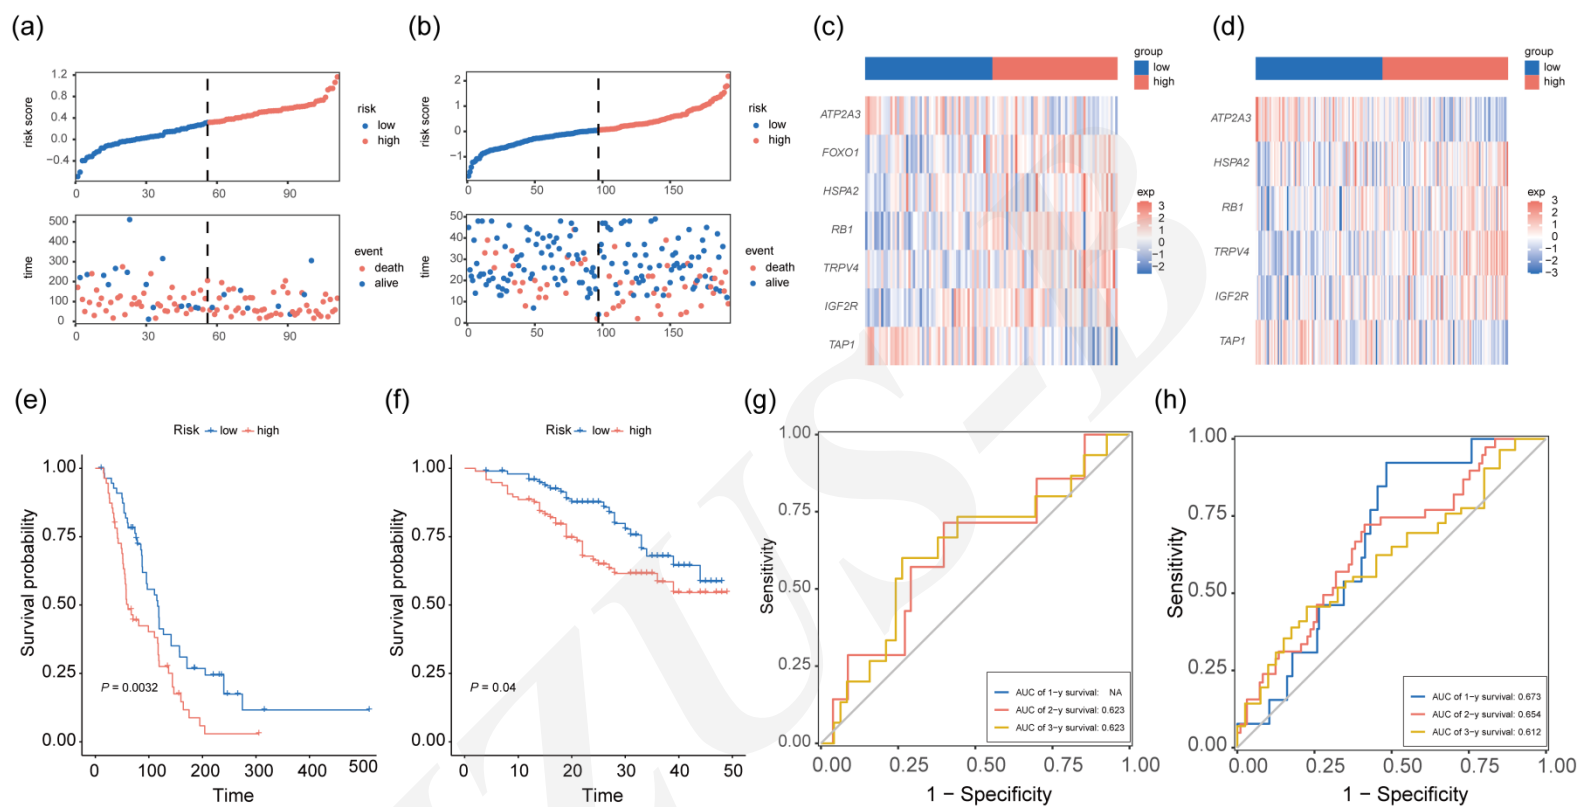 (a)
1.2
0.8
0.4
0.0
−0.4
risk score
0
30
60
90
risk
low
high
500
400
300
200
100
0
time
0
30
60
90
event
death
alive
(b)
2
1
0
−1
risk score
0
50
100
150
risk
low
high
50
40
30
20
10
0
time
0
50
100
150
event
death
alive
(c)
group
low
high
ATP2A3
FOXO1
HSPA2
RB1
TRPV4
IGF2R
TAP1
exp
3
2
1
0
−1
−2
(d)
group
low
high
ATP2A3
HSPA2
RB1
TRPV4
IGF2R
TAP1
exp
3
2
1
0
−1
−2
−3
(e)
Risk low high
1.00
0.75
0.50
0.25
0.00
Survival probability
P = 0.0032
0 100 200 300 400 500
Time
(f)
Risk low high
1.00
0.75
0.50
0.25
0.00
Survival probability
P = 0.04
0 10 20 30 40 50
Time
(g)
1.00
0.75
0.50
0.25
0.00
Sensitivity
AUC of 1−y survival: NA
AUC of 2−y survival: 0.623
AUC of 3−y survival: 0.623
0.00 0.25 0.50 0.75 1.00
1 − Specificity
(h)
1.00
0.75
0.50
0.25
0.00
Sensitivity
AUC of 1−y survival: 0.673
AUC of 2−y survival: 0.654
AUC of 3−y survival: 0.612
0.00 0.25 0.50 0.75 1.00
1 − Specificity
ZUS-B